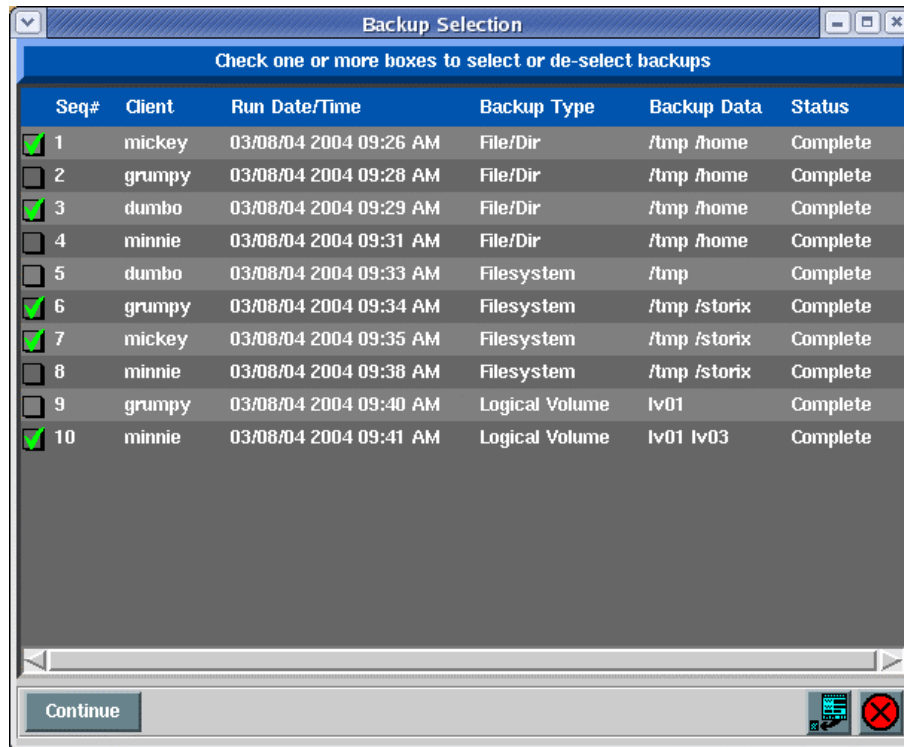 Backup Selection
Check one or more boxes to select or de-select backups
Seq# Client Run Date/Time Backup Type Backup Data Status
1 mickey 03/08/04 2004 09:26 AM File/Dir /tmp /home Complete
2 grumpy 03/08/04 2004 09:28 AM File/Dir /tmp /home Complete
3 dumbo 03/08/04 2004 09:29 AM File/Dir /tmp /home Complete
4 minnie 03/08/04 2004 09:31 AM File/Dir /tmp /home Complete
5 dumbo 03/08/04 2004 09:33 AM Filesystem /tmp Complete
6 grumpy 03/08/04 2004 09:34 AM Filesystem /tmp /storix Complete
7 mickey 03/08/04 2004 09:35 AM Filesystem /tmp /storix Complete
8 minnie 03/08/04 2004 09:38 AM Filesystem /tmp /storix Complete
9 grumpy 03/08/04 2004 09:40 AM Logical Volume lv01 Complete
10 minnie 03/08/04 2004 09:41 AM Logical Volume lv01 lv03 Complete
Continue